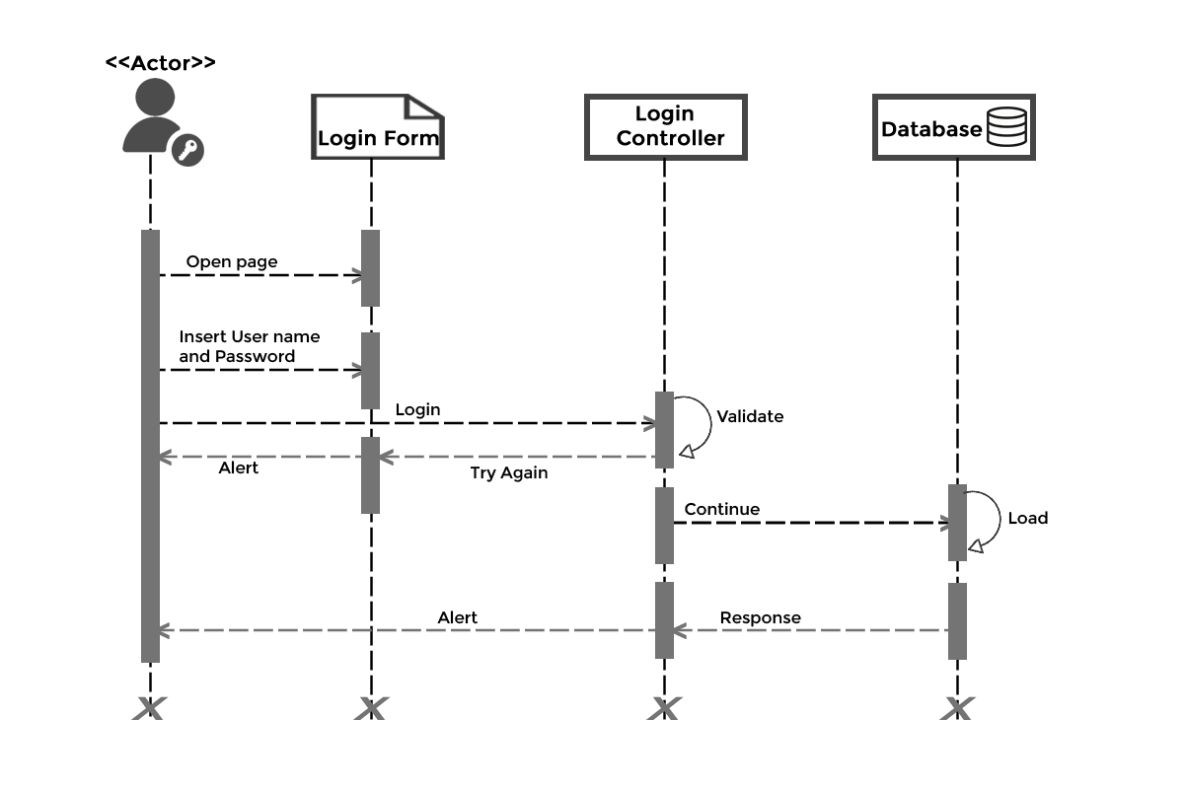 <<Actor>>
Login Form
Login
Controller
Database
Open page
Insert User name
and Password
Login
Validate
Alert
Try Again
Continue
Load
Alert
Response